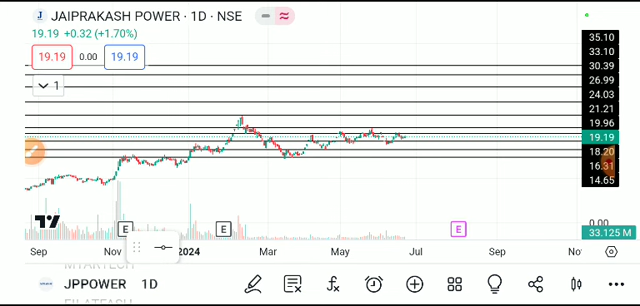 J JAIPRAKASH POWER · 1D · NSE
19.19 +0.32 (+1.70%)
19.19 0.00 19.19
1
35.10
33.10
30.39
26.99
24.03
21.21
19.96
19.19
18.20
16.31
14.65
0.00
33.125 M
E E E
Sep Nov 2024 Mar May Jul Sep No
JPPOWER 1D